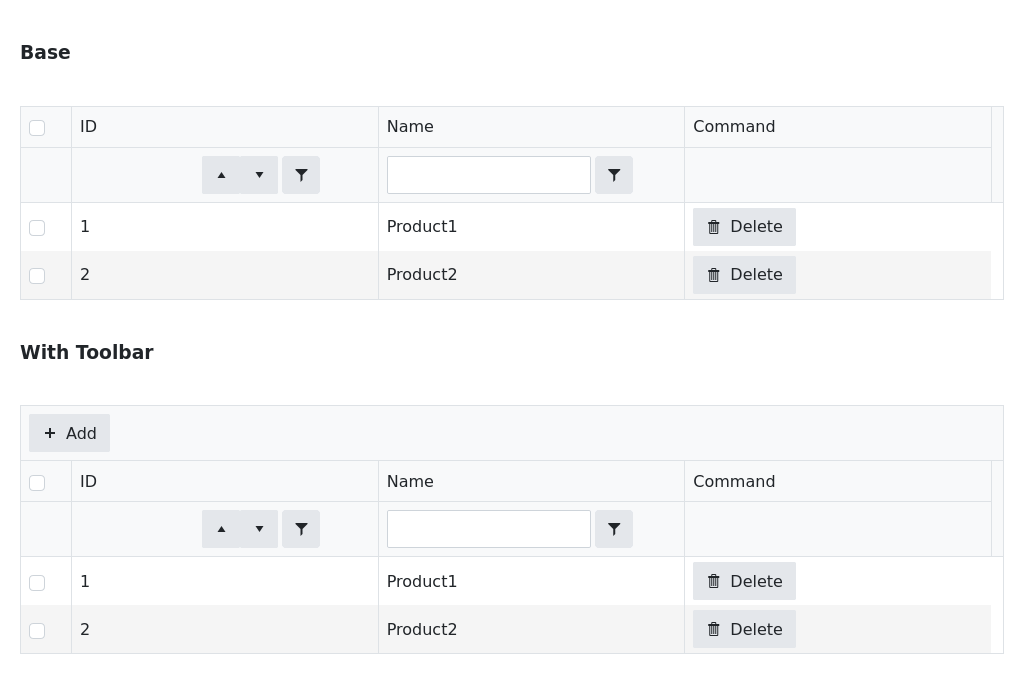 Base
ID Name Command
1 Product1 Delete
2 Product2 Delete
With Toolbar
Add
ID Name Command
1 Product1 Delete
2 Product2 Delete